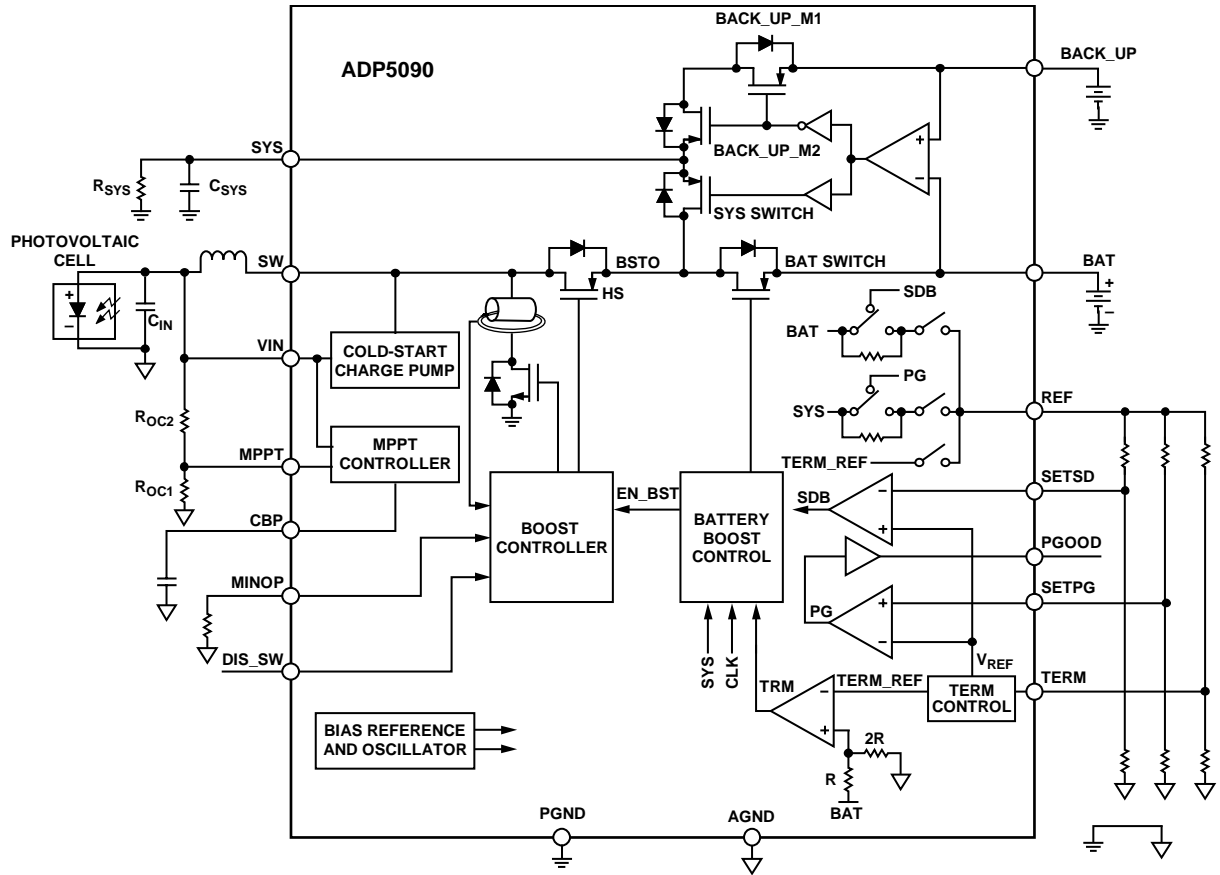 ADP5090
BACK_UP_M1
BACK_UP
+
−
BACK_UP_M2
SYS
RSYS
CSYS
SYS SWITCH
PHOTOVOLTAIC
CELL
+
−
CIN
SW
HS
BSTO
BAT SWITCH
BAT
+
−
VIN
COLD-START
CHARGE PUMP
SDB
BAT
PG
SYS
TERM_REF
REF
ROC2
MPPT
ROC1
MPPT
CONTROLLER
CBP
MINOP
DIS_SW
BOOST
CONTROLLER
EN_BST
BATTERY
BOOST
CONTROL
SDB
−
+
SETSD
PGOOD
PG
+
−
SETPG
SYS
CLK
TRM
TERM_REF
−
+
VREF
TERM
CONTROL
TERM
2R
R
BAT
BIAS REFERENCE
AND OSCILLATOR
PGND
AGND